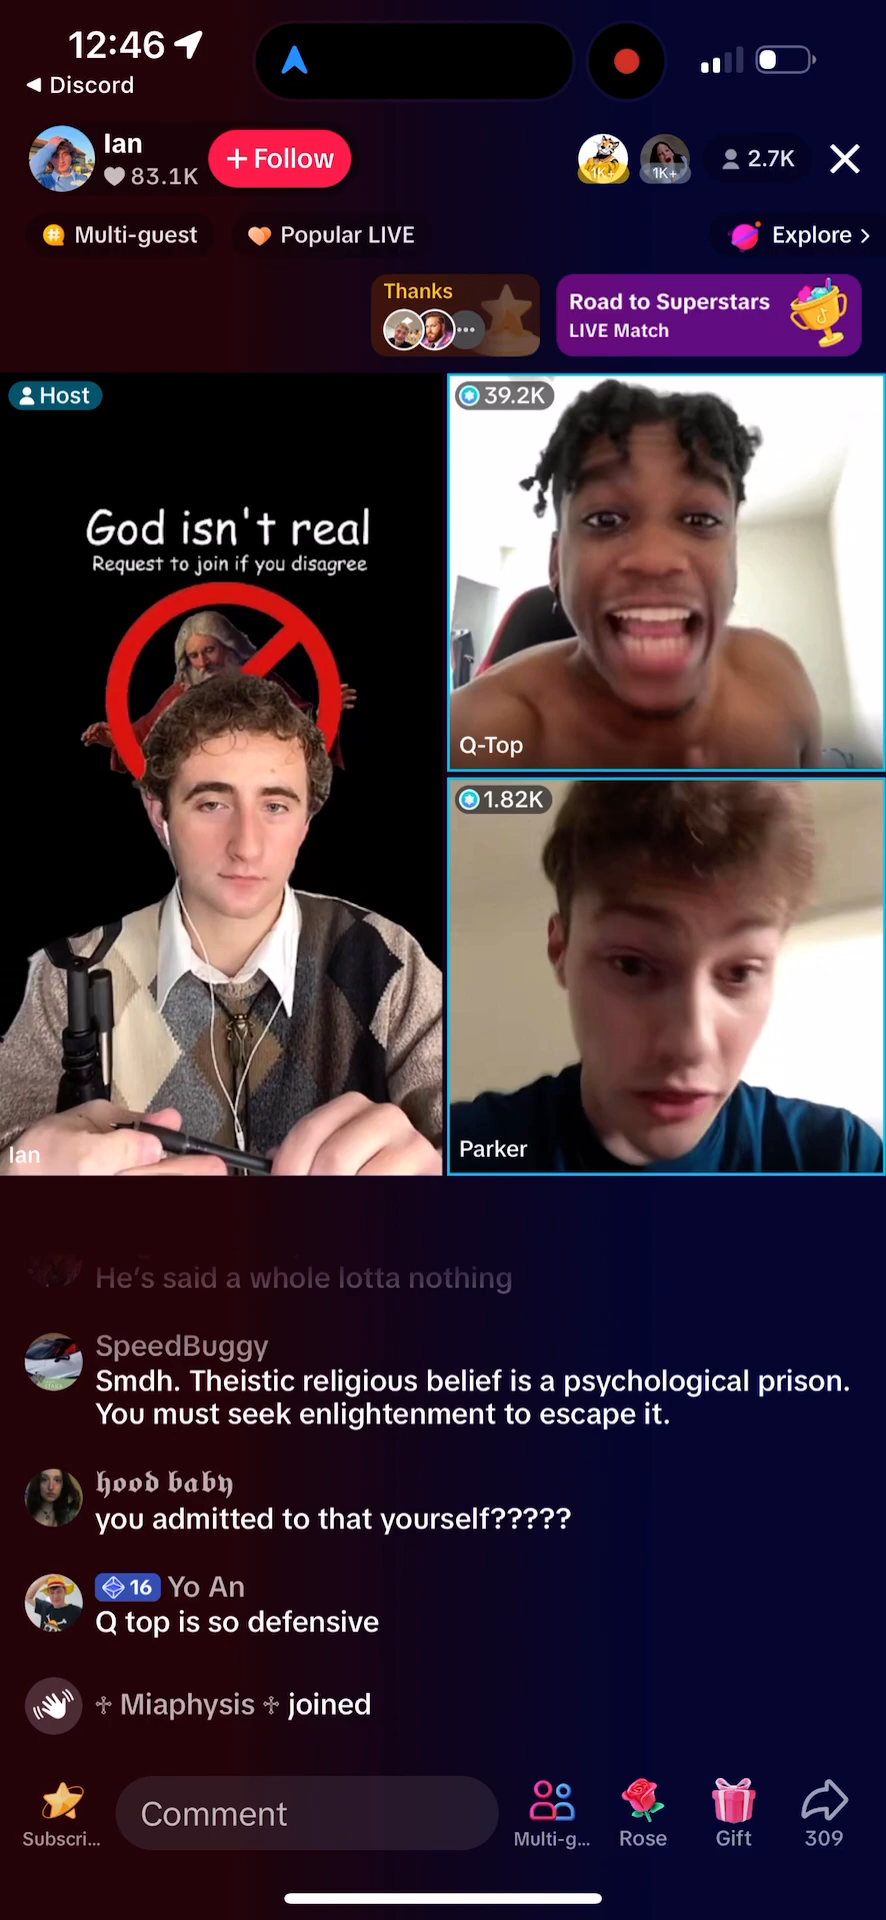 12:46
Discord
Ian
83.1K
+ Follow
1K+
1K+
2.7K
Multi-guest
Popular LIVE
Explore >
Thanks
Road to Superstars
LIVE Match
Host
39.2K
God isn't real
Request to join if you disagree
Q-Top
1.82K
Ian
Parker
He's said a whole lotta nothing
SpeedBuggy
Smdh. Theistic religious belief is a psychological prison.
You must seek enlightenment to escape it.
𝖍𝖔𝖔𝖉 𝖇𝖆𝖇𝖞
you admitted to that yourself?????
16 Yo An
Q top is so defensive
♱ Miaphysis ♱ joined
Subscri...
Comment
Multi-g...
Rose
Gift
309